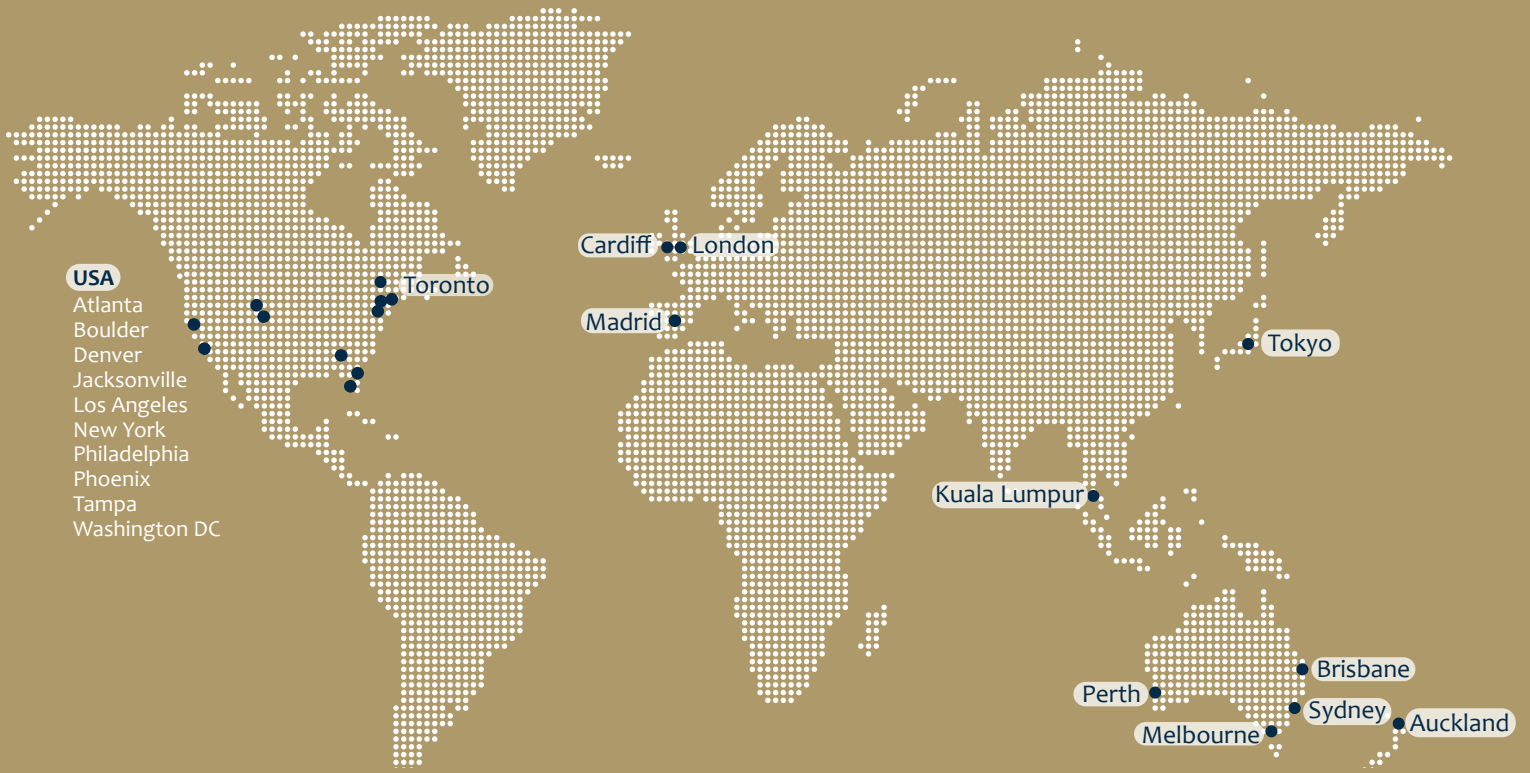 Cardiff
London
USA
Toronto
Atlanta
Madrid
Boulder
Tokyo
Denver
Jacksonville
Los Angeles
New York
Philadelphia
Phoenix
Kuala Lumpur
Tampa
Washington DC
Brisbane
Perth
Sydney
Auckland
Melbourne